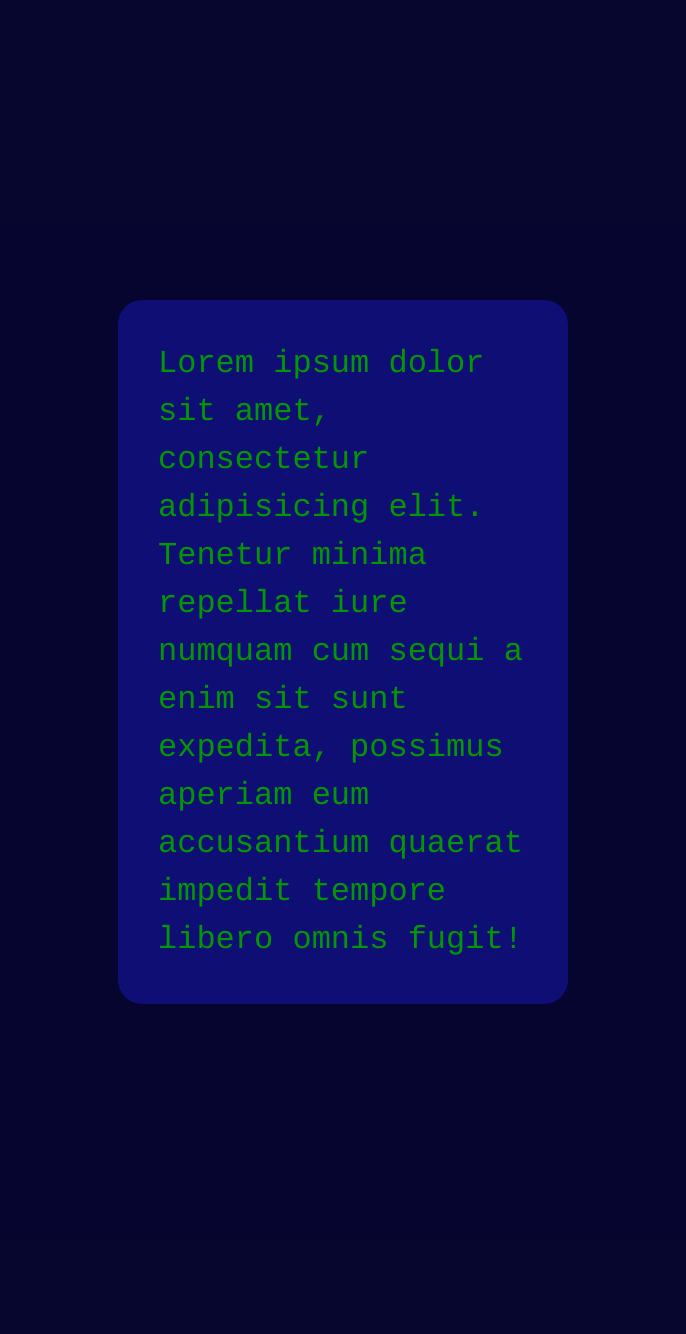 Lorem ipsum dolor
sit amet,
consectetur
adipisicing elit.
Tenetur minima
repellat iure
numquam cum sequi a
enim sit sunt
expedita, possimus
aperiam eum
accusantium quaerat
impedit tempore
libero omnis fugit!